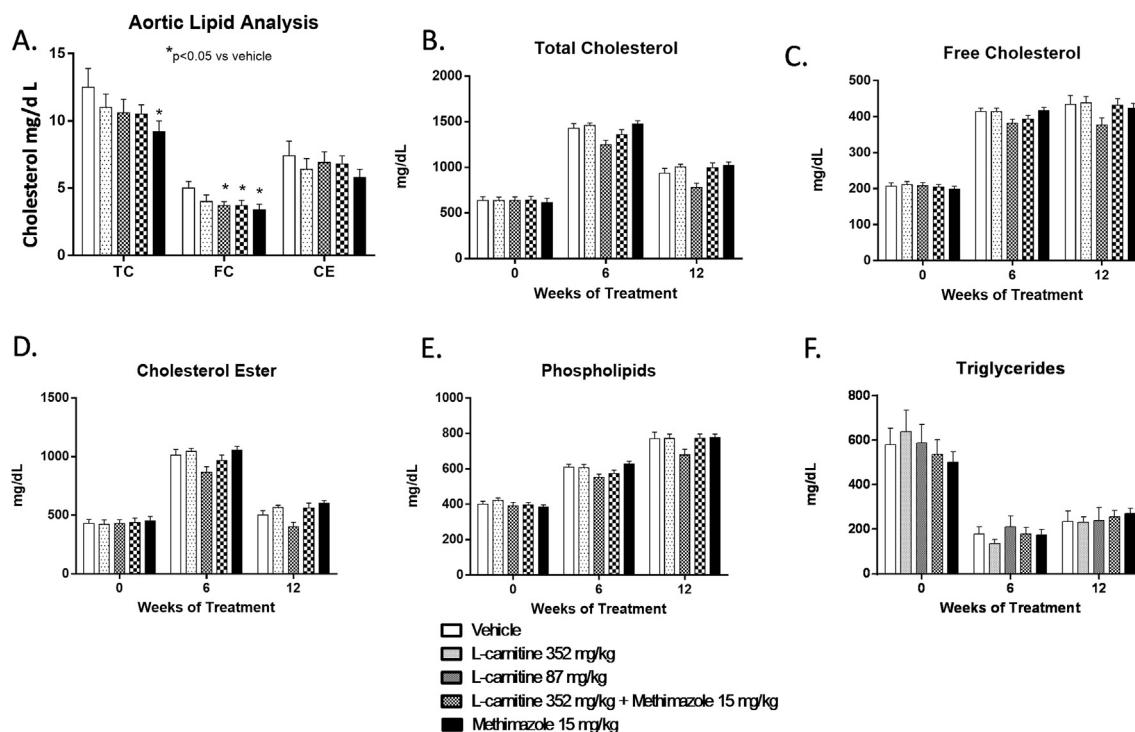 A.
Aortic Lipid Analysis
*p<0.05 vs vehicle
Cholesterol mg/d L
15
10
5
0
*
* * *
TC FC CE
B.
Total Cholesterol
mg/dL
2000
1500
1000
500
0
0 6 12
Weeks of Treatment
C.
Free Cholesterol
mg/dL
500
400
300
200
100
0
0 6 12
Weeks of Treatment
D.
Cholesterol Ester
mg/dL
1500
1000
500
0
0 6 12
Weeks of Treatment
E.
Phospholipids
mg/dL
1000
800
600
400
200
0
0 6 12
Weeks of Treatment
F.
Triglycerides
mg/dL
800
600
400
200
0
0 6 12
Weeks of Treatment
Vehicle
L-carnitine 352 mg/kg
L-carnitine 87 mg/kg
L-carnitine 352 mg/kg + Methimazole 15 mg/kg
Methimazole 15 mg/kg